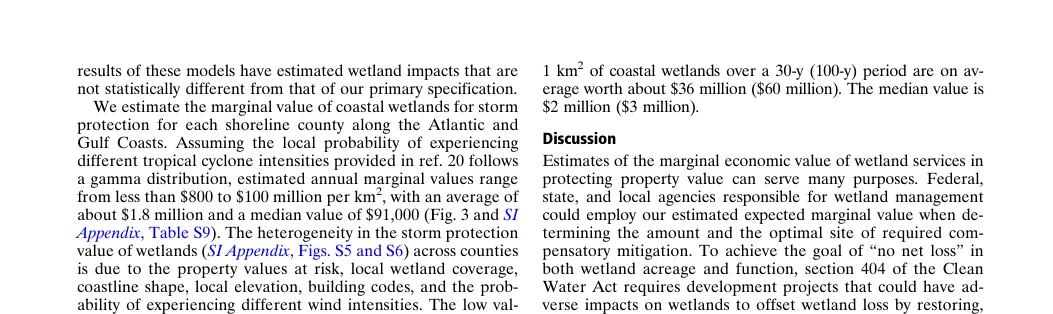 results of these models have estimated wetland impacts that are
not statistically different from that of our primary specification.
We estimate the marginal value of coastal wetlands for storm
protection for each shoreline county along the Atlantic and
Gulf Coasts. Assuming the local probability of experiencing
different tropical cyclone intensities provided in ref. 20 follows
a gamma distribution, estimated annual marginal values range
from less than $800 to $100 million per km², with an average of
about $1.8 million and a median value of $91,000 (Fig. 3 and SI
Appendix, Table S9). The heterogeneity in the storm protection
value of wetlands (SI Appendix, Figs. S5 and S6) across counties
is due to the property values at risk, local wetland coverage,
coastline shape, local elevation, building codes, and the prob-
ability of experiencing different wind intensities. The low val-
1 km² of coastal wetlands over a 30-y (100-y) period are on av-
erage worth about $36 million ($60 million). The median value is
$2 million ($3 million).
Discussion
Estimates of the marginal economic value of wetland services in
protecting property value can serve many purposes. Federal,
state, and local agencies responsible for wetland management
could employ our estimated expected marginal value when de-
termining the amount and the optimal site of required com-
pensatory mitigation. To achieve the goal of “no net loss” in
both wetland acreage and function, section 404 of the Clean
Water Act requires development projects that could have ad-
verse impacts on wetlands to offset wetland loss by restoring,